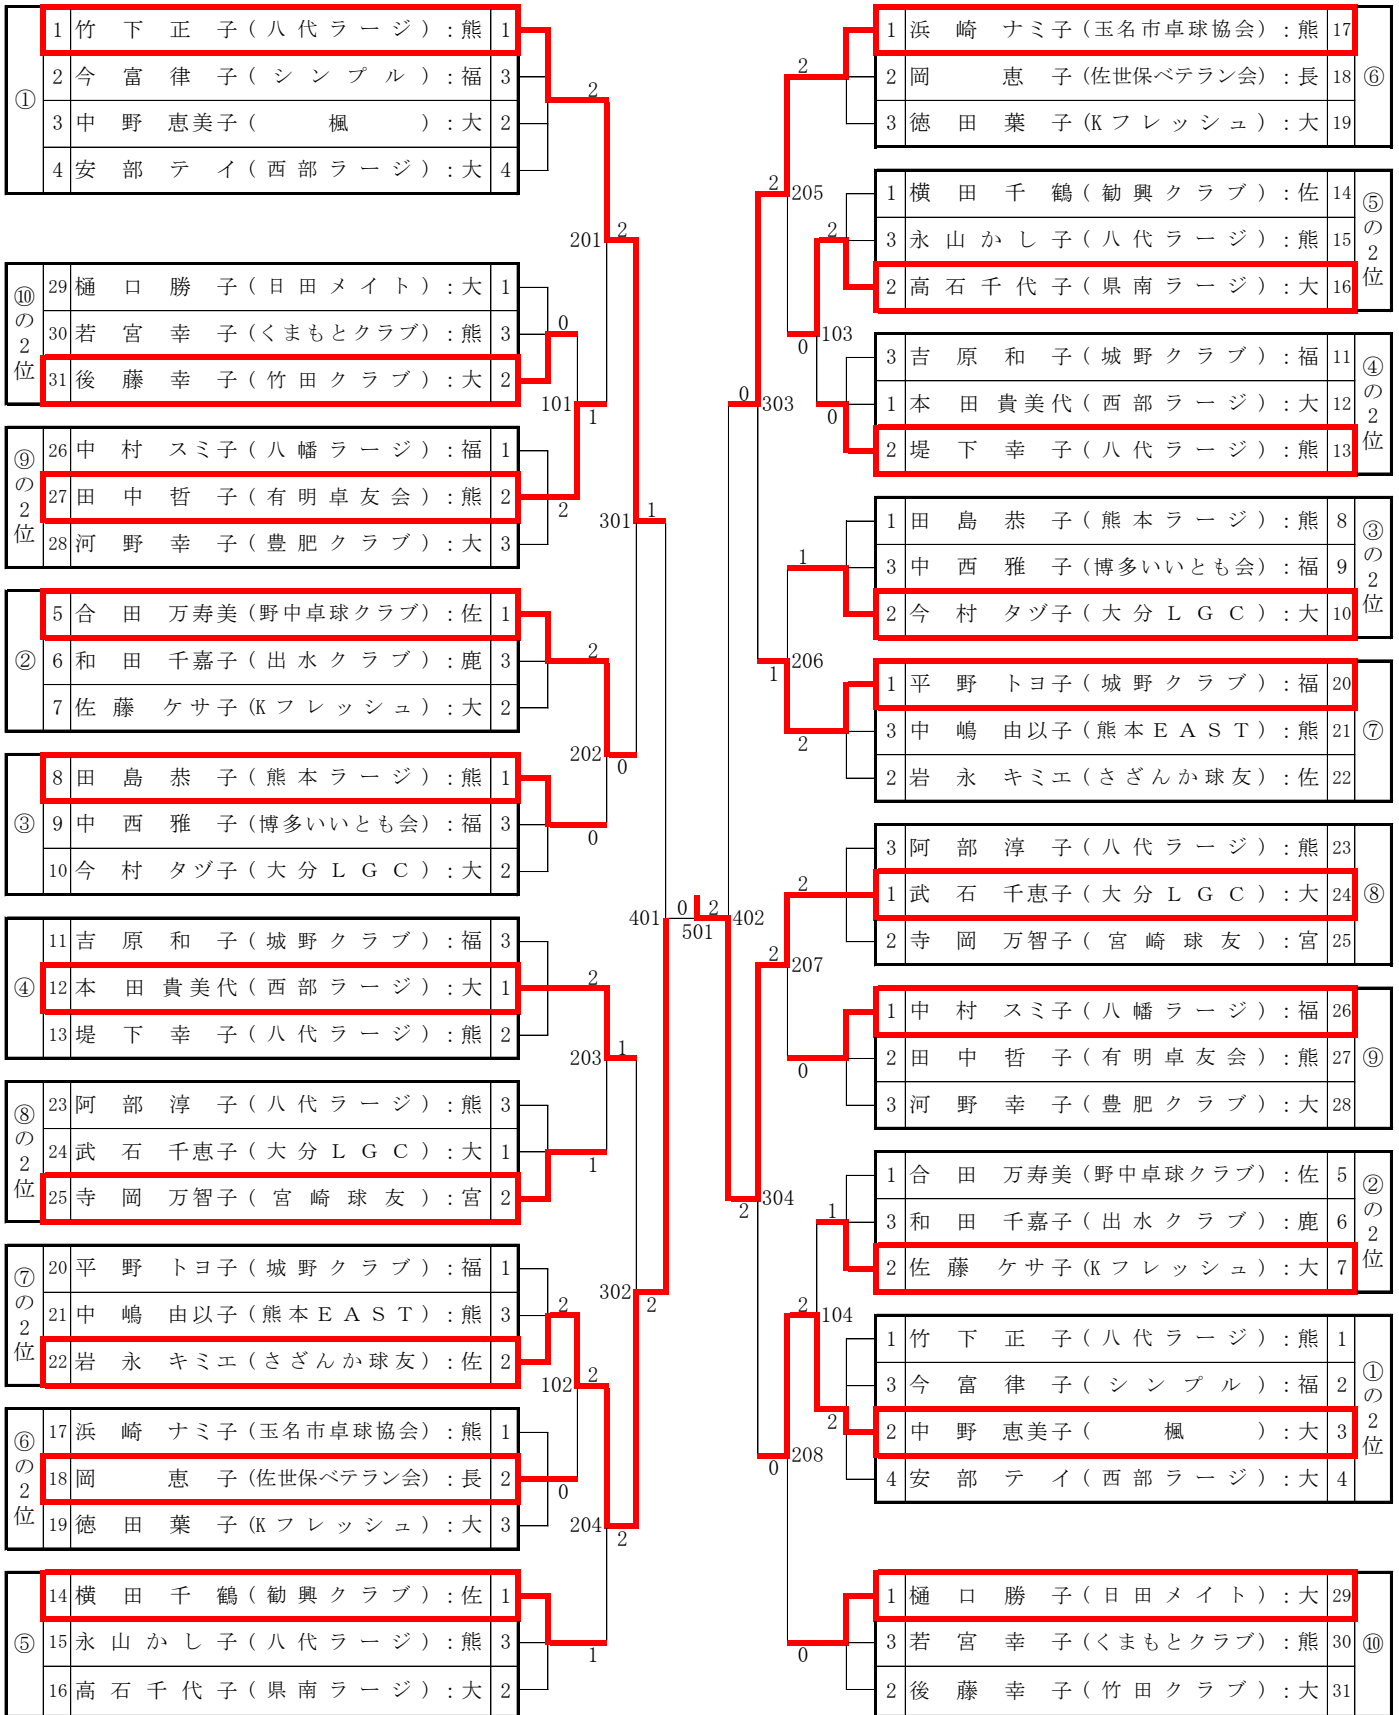 1 竹下正子(八代ラージ):熊 1
① 2 今富律子(シンプル):福 3
3 中野恵美子(楓):大 2
4 安部テイ(西部ラージ):大 4
2
201
2
⑩の2位
29 樋口勝子(日田メイト):大 1
30 若宮幸子(くまもとクラブ):熊 3
31 後藤幸子(竹田クラブ):大 2
0
101
1
⑨の2位
26 中村スミ子(八幡ラージ):福 1
27 田中哲子(有明卓友会):熊 2
28 河野幸子(豊肥クラブ):大 3
2
301
1
5 合田万寿美(野中卓球クラブ):佐 1
② 6 和田千嘉子(出水クラブ):鹿 3
7 佐藤ケサ子(Kフレッシュ):大 2
2
202
0
8 田島恭子(熊本ラージ):熊 1
③ 9 中西雅子(博多いいとも会):福 3
10 今村タヅ子(大分LGC):大 2
0
401
0
2
501
402
11 吉原和子(城野クラブ):福 3
④ 12 本田貴美代(西部ラージ):大 1
13 堤下幸子(八代ラージ):熊 2
2
203
1
⑧の2位
23 阿部淳子(八代ラージ):熊 3
24 武石千恵子(大分LGC):大 1
25 寺岡万智子(宮崎球友):宮 2
1
302
2
⑦の2位
20 平野トヨ子(城野クラブ):福 1
21 中嶋由以子(熊本EAST):熊 3
22 岩永キミエ(さざんか球友):佐 2
2
102
2
⑥の2位
17 浜崎ナミ子(玉名市卓球協会):熊 1
18 岡恵子(佐世保ベテラン会):長 2
19 徳田葉子(Kフレッシュ):大 3
0
204
2
14 横田千鶴(勧興クラブ):佐 1
⑤ 15 永山かし子(八代ラージ):熊 3
16 高石千代子(県南ラージ):大 2
1
1 浜崎ナミ子(玉名市卓球協会):熊 17
2 岡恵子(佐世保ベテラン会):長 18 ⑥
3 徳田葉子(Kフレッシュ):大 19
2
2
205
1 横田千鶴(勧興クラブ):佐 14
3 永山かし子(八代ラージ):熊 15
2 高石千代子(県南ラージ):大 16
⑤の2位
2
103
0
3 吉原和子(城野クラブ):福 11
1 本田貴美代(西部ラージ):大 12
2 堤下幸子(八代ラージ):熊 13
④の2位
0
0
303
1 田島恭子(熊本ラージ):熊 8
3 中西雅子(博多いいとも会):福 9
2 今村タヅ子(大分LGC):大 10
③の2位
1
206
1
1 平野トヨ子(城野クラブ):福 20
3 中嶋由以子(熊本EAST):熊 21 ⑦
2 岩永キミエ(さざんか球友):佐 22
2
3 阿部淳子(八代ラージ):熊 23
1 武石千恵子(大分LGC):大 24 ⑧
2 寺岡万智子(宮崎球友):宮 25
2
2
207
1 中村スミ子(八幡ラージ):福 26
2 田中哲子(有明卓友会):熊 27 ⑨
3 河野幸子(豊肥クラブ):大 28
0
2
304
1 合田万寿美(野中卓球クラブ):佐 5
3 和田千嘉子(出水クラブ):鹿 6
2 佐藤ケサ子(Kフレッシュ):大 7
②の2位
1
2
104
1 竹下正子(八代ラージ):熊 1
3 今富律子(シンプル):福 2
2 中野恵美子(楓):大 3
4 安部テイ(西部ラージ):大 4
①の2位
2
0
208
1 樋口勝子(日田メイト):大 29
3 若宮幸子(くまもとクラブ):熊 30 ⑩
2 後藤幸子(竹田クラブ):大 31
0